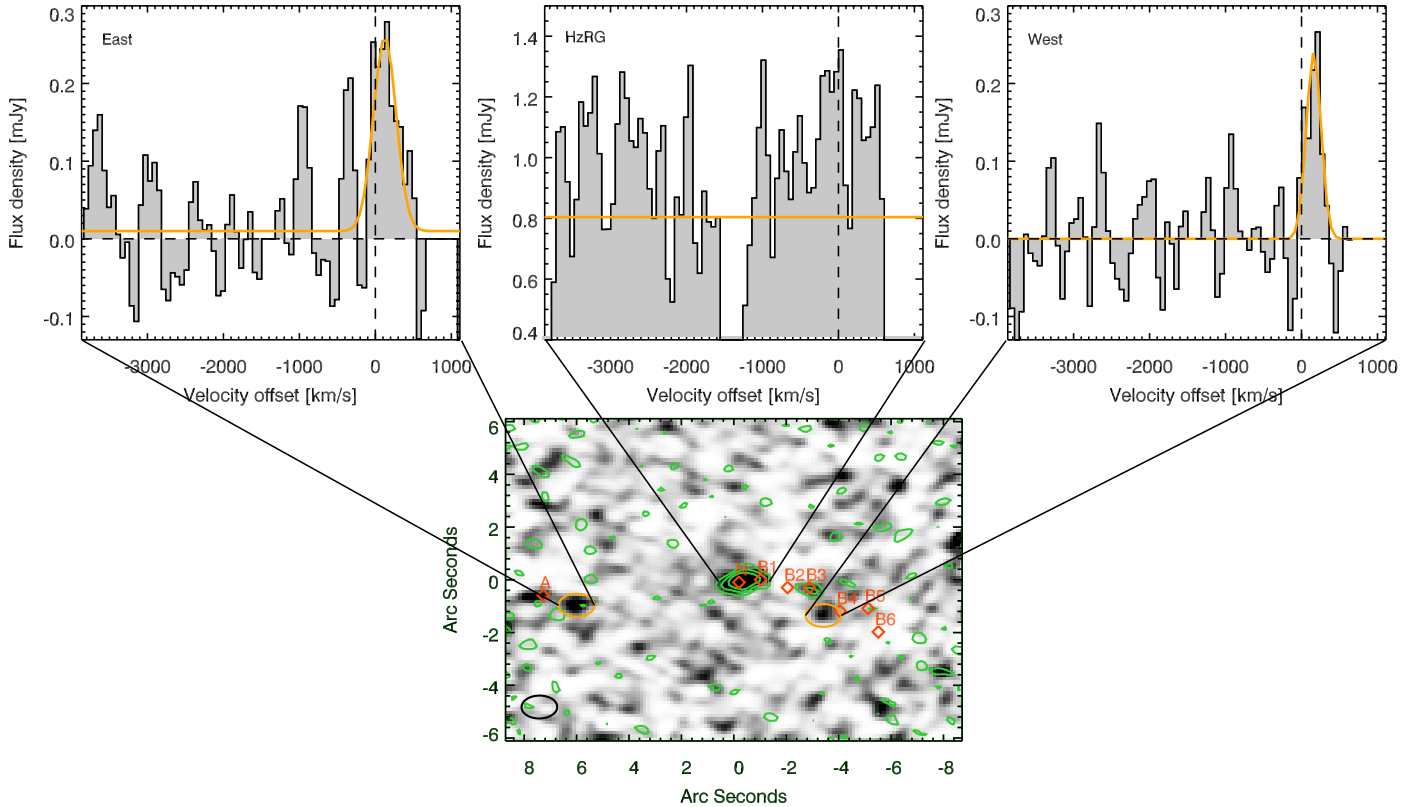 East
HzRG
West
0.3
0.2
0.1
0.0
-0.1
Flux density [mJy]
1.4
1.2
1.0
0.8
0.6
0.4
Flux density [mJy]
0.3
0.2
0.1
0.0
-0.1
Flux density [mJy]
-3000 -2000 -1000 0 1000
Velocity offset [km/s]
-3000 -2000 -1000 0 1000
Velocity offset [km/s]
-3000 -2000 -1000 0 1000
Velocity offset [km/s]
6
4
2
0
-2
-4
-6
Arc Seconds
A
B1
B2
B3
B4
B5
B6
8 6 4 2 0 -2 -4 -6 -8
Arc Seconds